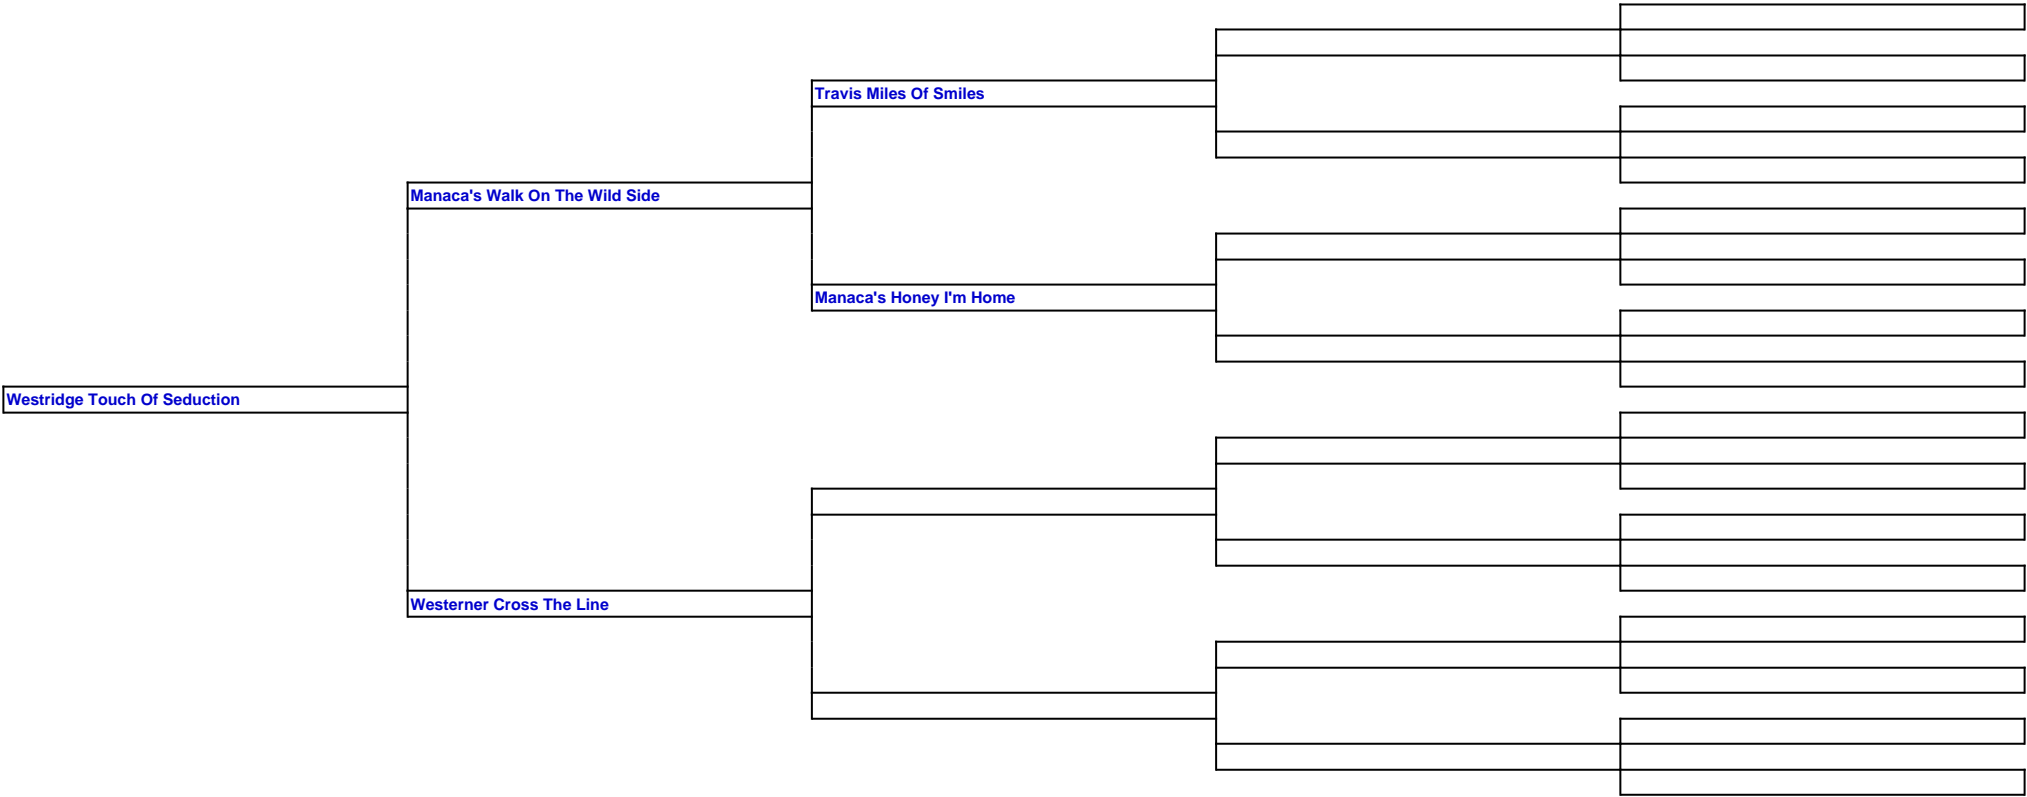 Travis Miles Of Smiles
Manaca's Walk On The Wild Side
Manaca's Honey I'm Home
Westridge Touch Of Seduction
Westerner Cross The Line